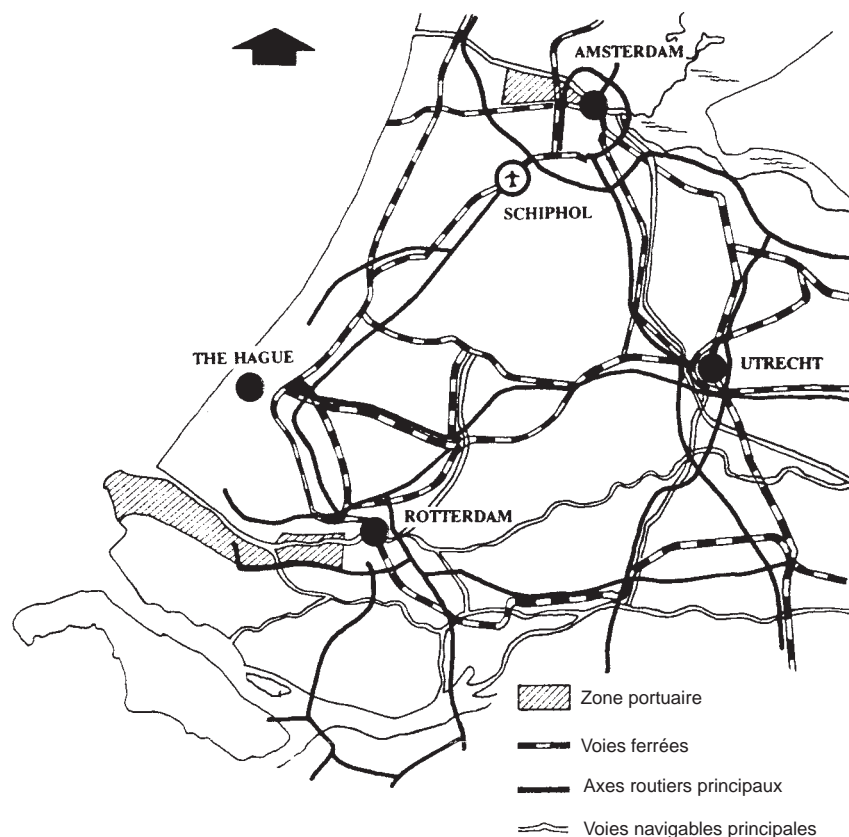 AMSTERDAM
SCHIPHOL
THE HAGUE
UTRECHT
ROTTERDAM
Zone portuaire
Voies ferrées
Axes routiers principaux
Voies navigables principales